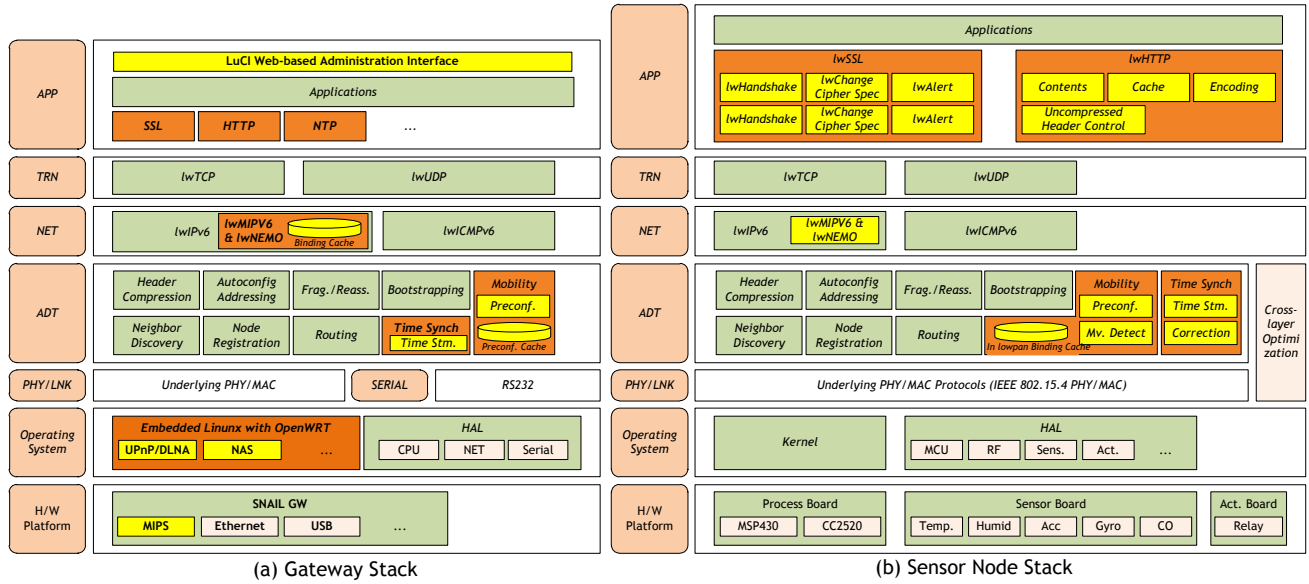 APP
LuCI Web-based Administration Interface
Applications
SSL
HTTP
NTP
...
TRN
lwTCP
lwUDP
NET
lwIPv6
lwMIPV6
& lwNEMO
Binding Cache
lwICMPv6
ADT
Header
Compression
Autoconfig
Addressing
Frag./Reass.
Bootstrapping
Mobility
Preconf.
Neighbor
Discovery
Node
Registration
Routing
Time Synch
Time Stm.
Preconf. Cache
PHY/LNK
Underlying PHY/MAC
SERIAL
RS232
Operating
System
Embedded Linunx with OpenWRT
UPnP/DLNA
NAS
...
HAL
CPU
NET
Serial
H/W
Platform
SNAIL GW
MIPS
Ethernet
USB
...
(a) Gateway Stack
APP
Applications
lwSSL
lwHandshake
lwChange
Cipher Spec
lwAlert
lwHandshake
lwChange
Cipher Spec
lwAlert
lwHTTP
Contents
Cache
Encoding
Uncompressed
Header Control
TRN
lwTCP
lwUDP
NET
lwIPv6
lwMIPV6 &
lwNEMO
lwICMPv6
ADT
Header
Compression
Autoconfig
Addressing
Frag./Reass.
Bootstrapping
Mobility
Preconf.
Mv. Detect
Time Synch
Time Stm.
Correction
Neighbor
Discovery
Node
Registration
Routing
In lowpan Binding Cache
Cross-
layer
Optimi
zation
PHY/LNK
Underlying PHY/MAC Protocols (IEEE 802.15.4 PHY/MAC)
Operating
System
Kernel
HAL
MCU
RF
Sens.
Act.
...
H/W
Platform
Process Board
MSP430
CC2520
Sensor Board
Temp.
Humid
Acc
Gyro
CO
Act. Board
Relay
(b) Sensor Node Stack